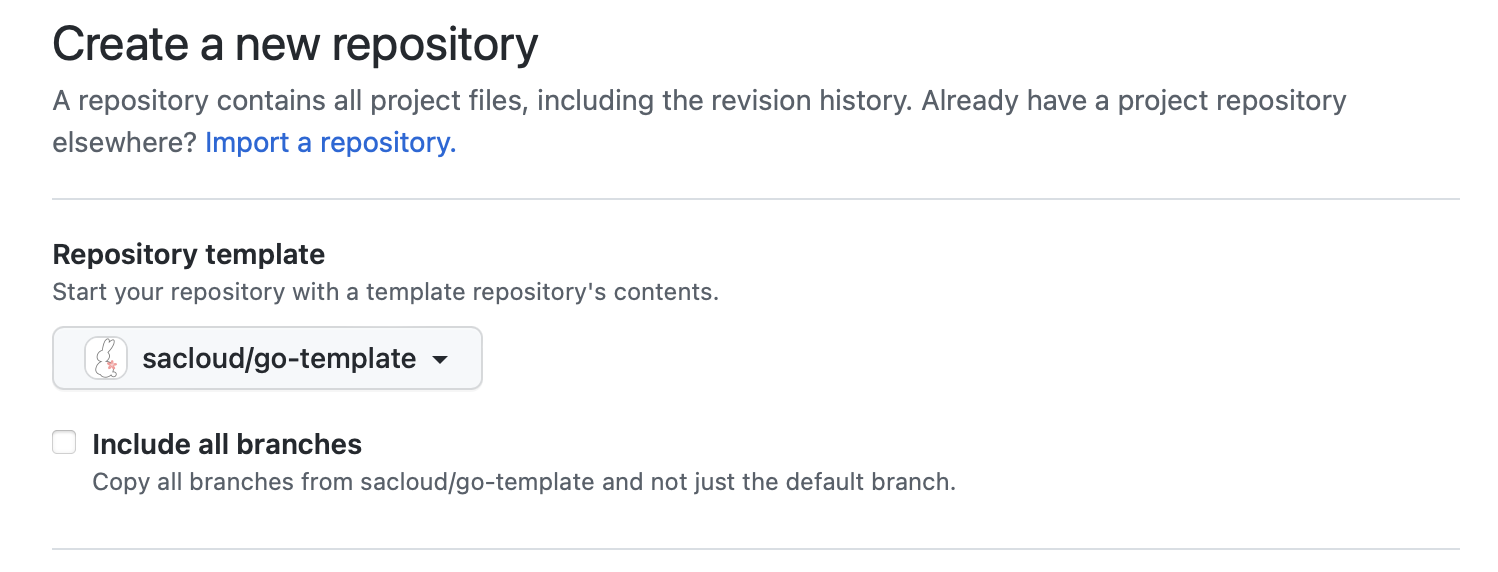 Create a new repository
A repository contains all project files, including the revision history. Already have a project repository
elsewhere? Import a repository.
Repository template
Start your repository with a template repository's contents.
sacloud/go-template
Include all branches
Copy all branches from sacloud/go-template and not just the default branch.